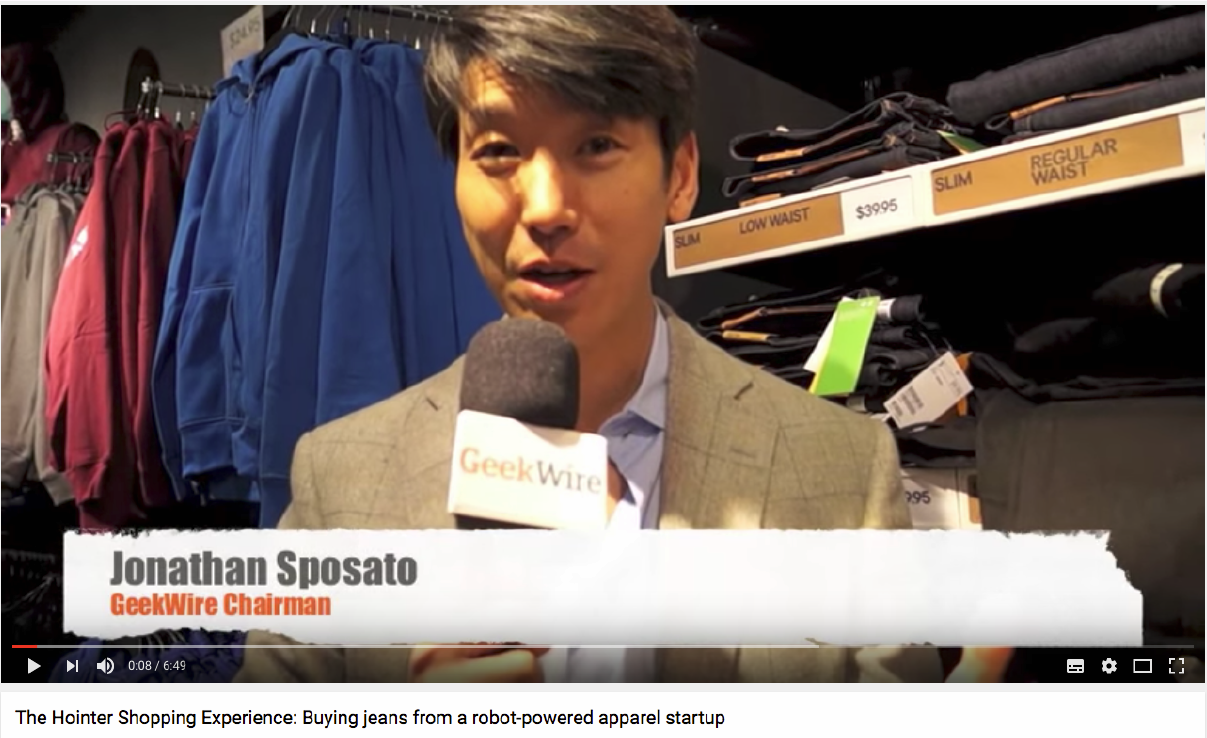 $24.95
SLIM
LOW WAIST
$39.95
SLIM
REGULAR
WAIST
GeekWire
995
Jonathan Sposato
GeekWire Chairman
0:08 / 6:49
The Hointer Shopping Experience: Buying jeans from a robot-powered apparel startup